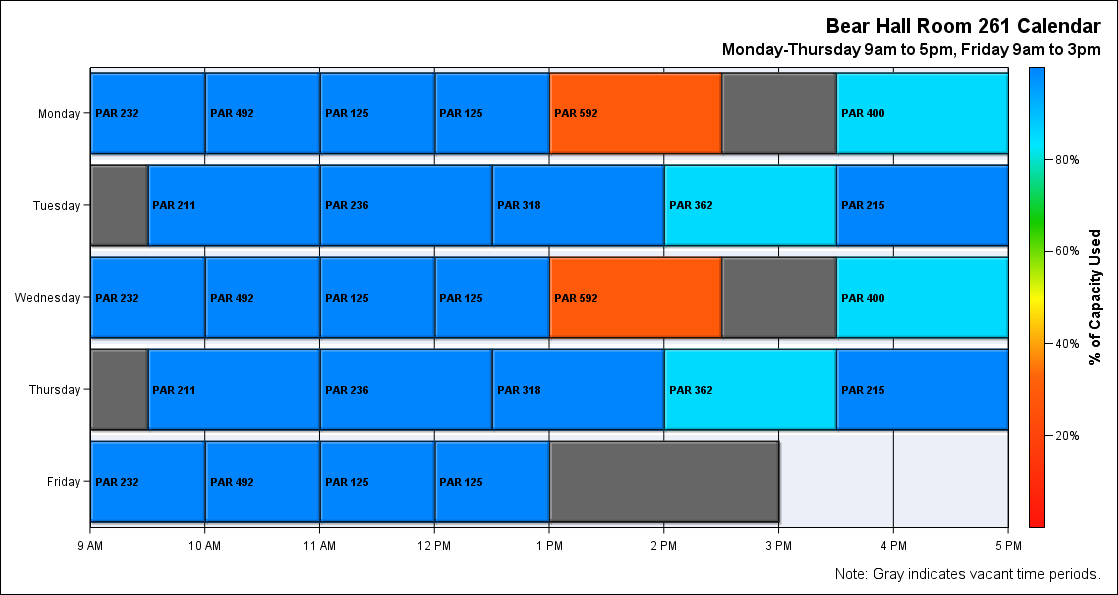 Bear Hall Room 261 Calendar
Monday-Thursday 9am to 5pm, Friday 9am to 3pm
Monday
PAR 232
PAR 492
PAR 125
PAR 125
PAR 592
PAR 400
Tuesday
PAR 211
PAR 236
PAR 318
PAR 362
PAR 215
Wednesday
PAR 232
PAR 492
PAR 125
PAR 125
PAR 592
PAR 400
Thursday
PAR 211
PAR 236
PAR 318
PAR 362
PAR 215
Friday
PAR 232
PAR 492
PAR 125
PAR 125
9 AM
10 AM
11 AM
12 PM
1 PM
2 PM
3 PM
4 PM
5 PM
80%
60%
40%
20%
% of Capacity Used
Note: Gray indicates vacant time periods.